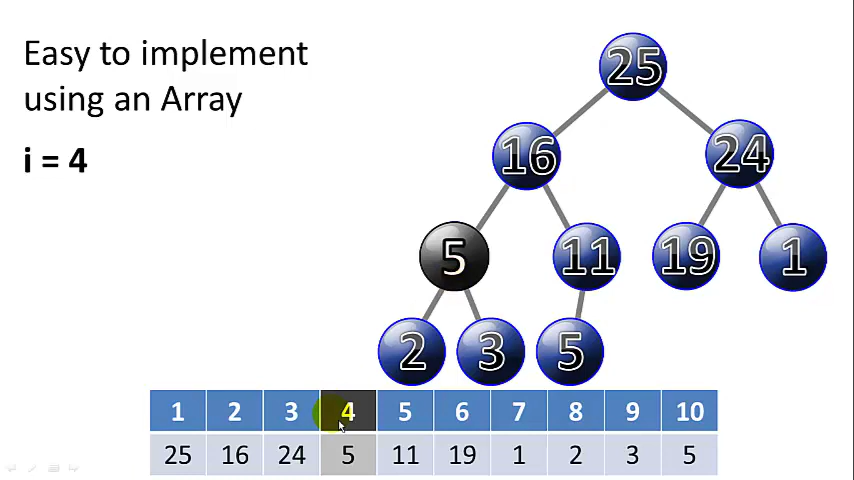 Easy to implement
using an Array
i = 4
25
16 24
5 11 19 1
2 3 5
1 2 3 4 5 6 7 8 9 10
25 16 24 5 11 19 1 2 3 5